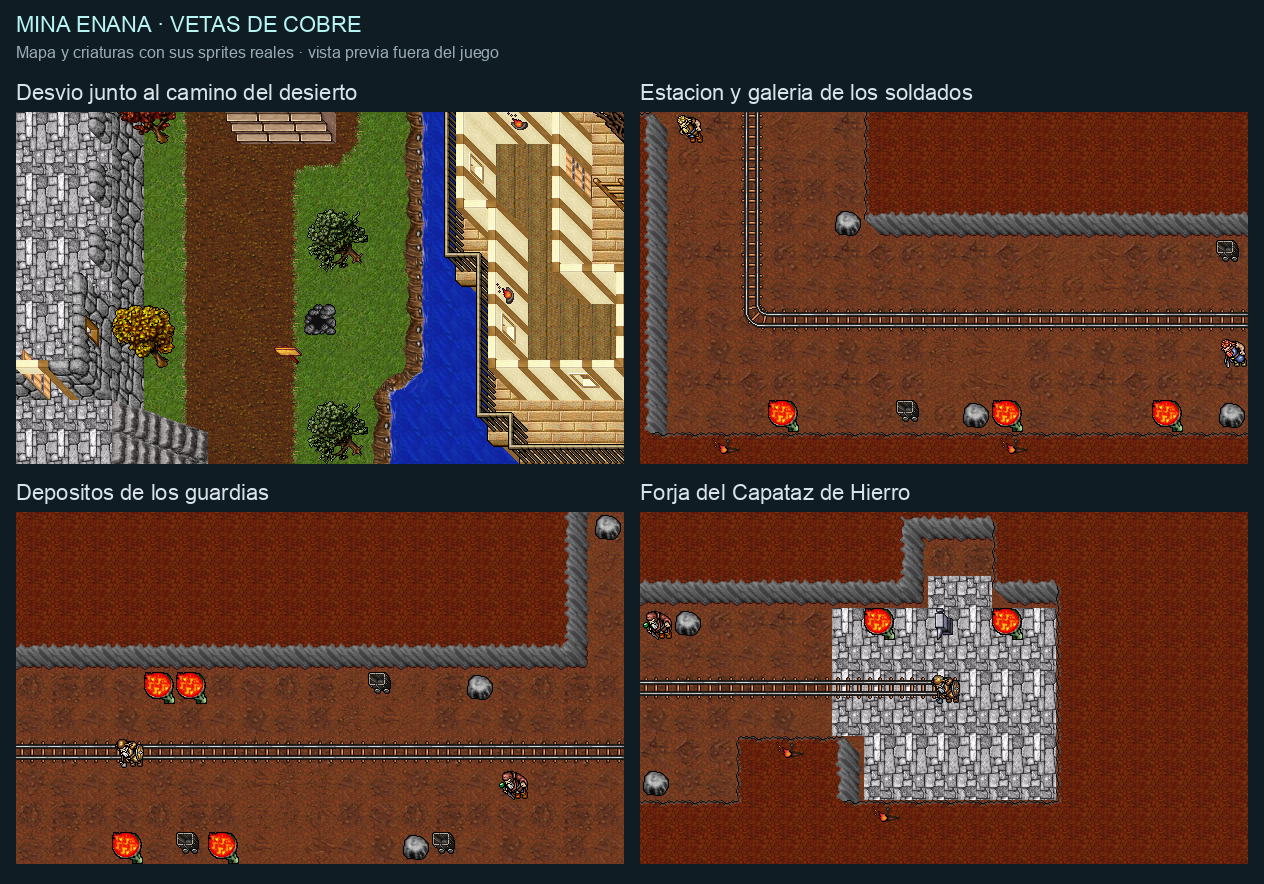 MINA ENANA · VETAS DE COBRE
Mapa y criaturas con sus sprites reales · vista previa fuera del juego
Desvio junto al camino del desierto
Estacion y galeria de los soldados
Depositos de los guardias
Forja del Capataz de Hierro